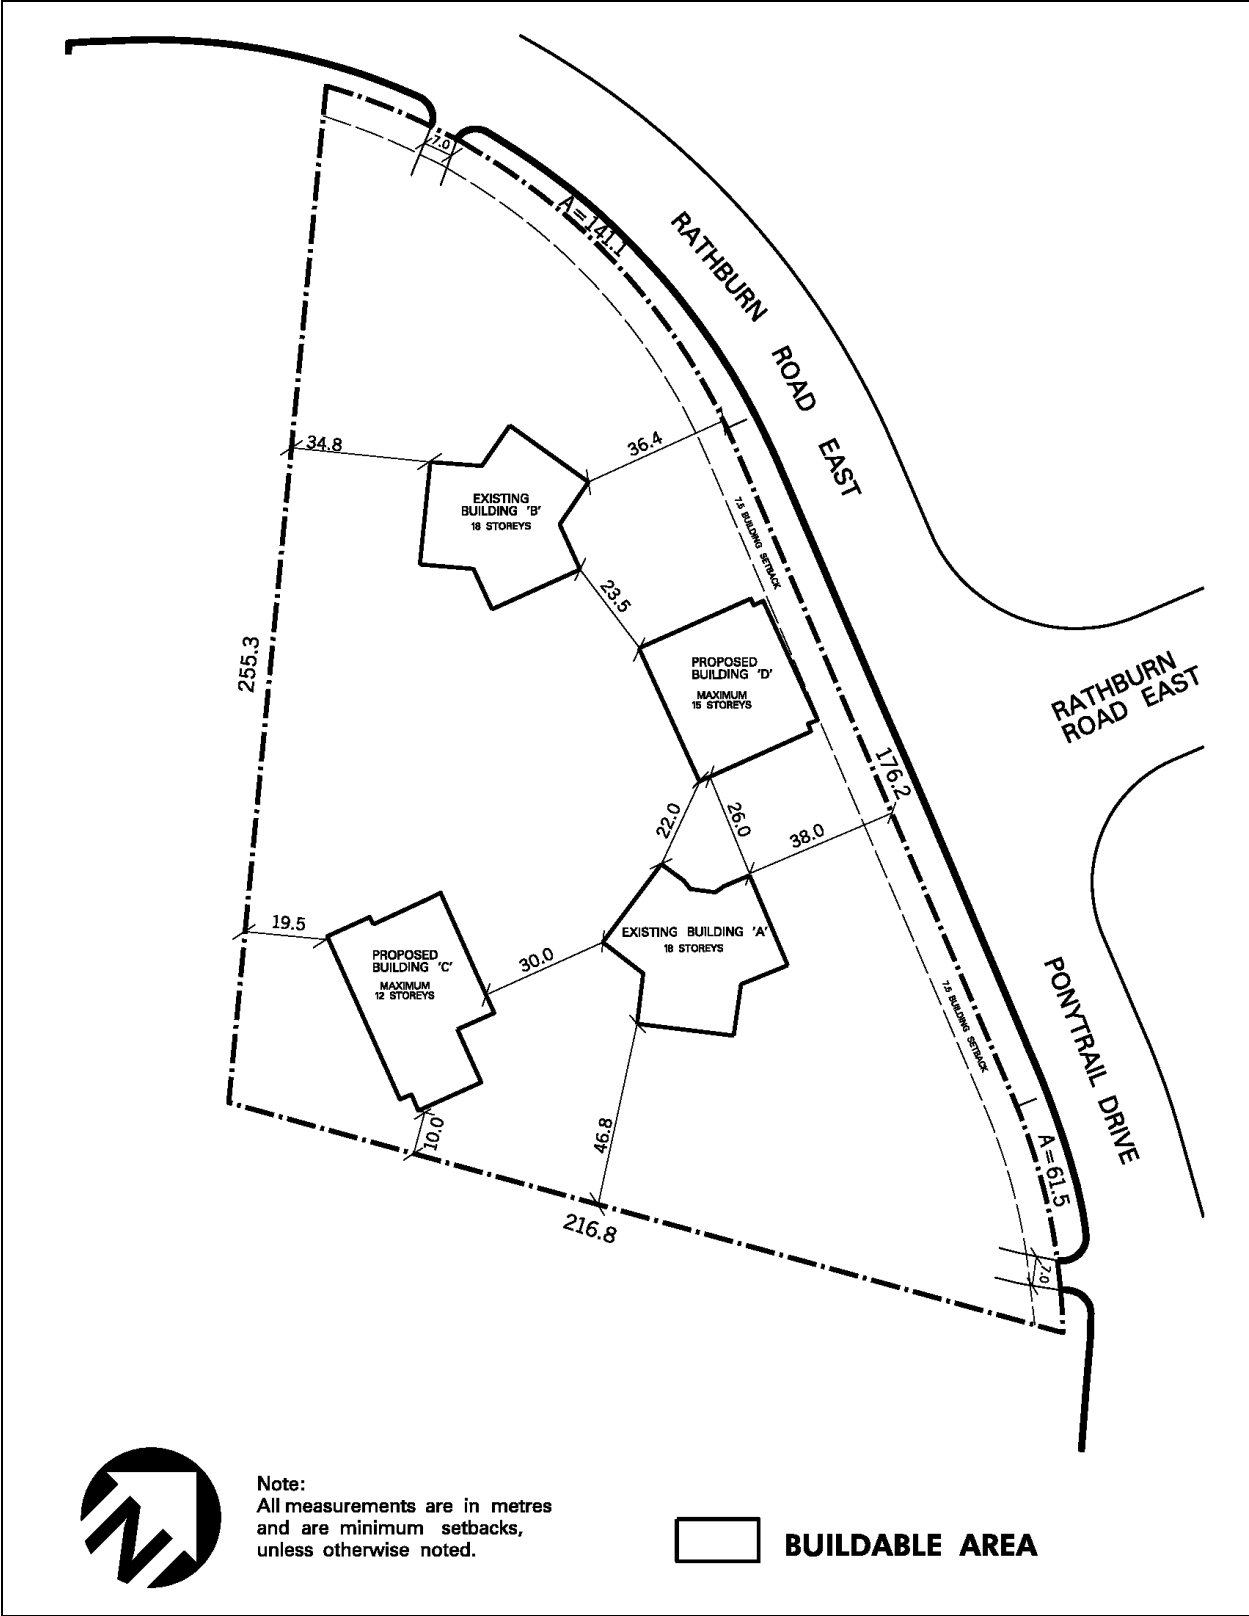 7.0
A=141.1
RATHBURN ROAD EAST
34.8
36.4
EXISTING
BUILDING 'B'
18 STOREYS
7.5 BUILDING SETBACK
23.5
255.3
PROPOSED
BUILDING 'D'
MAXIMUM
15 STOREYS
RATHBURN
ROAD EAST
176.2
22.0
26.0
38.0
19.5
EXISTING BUILDING 'A'
18 STOREYS
PROPOSED
BUILDING 'C'
MAXIMUM
12 STOREYS
30.0
7.5 BUILDING SETBACK
PONYTRAIL DRIVE
10.0
46.8
A=61.5
216.8
7.0
N
Note:
All measurements are in metres
and are minimum setbacks,
unless otherwise noted.
BUILDABLE AREA